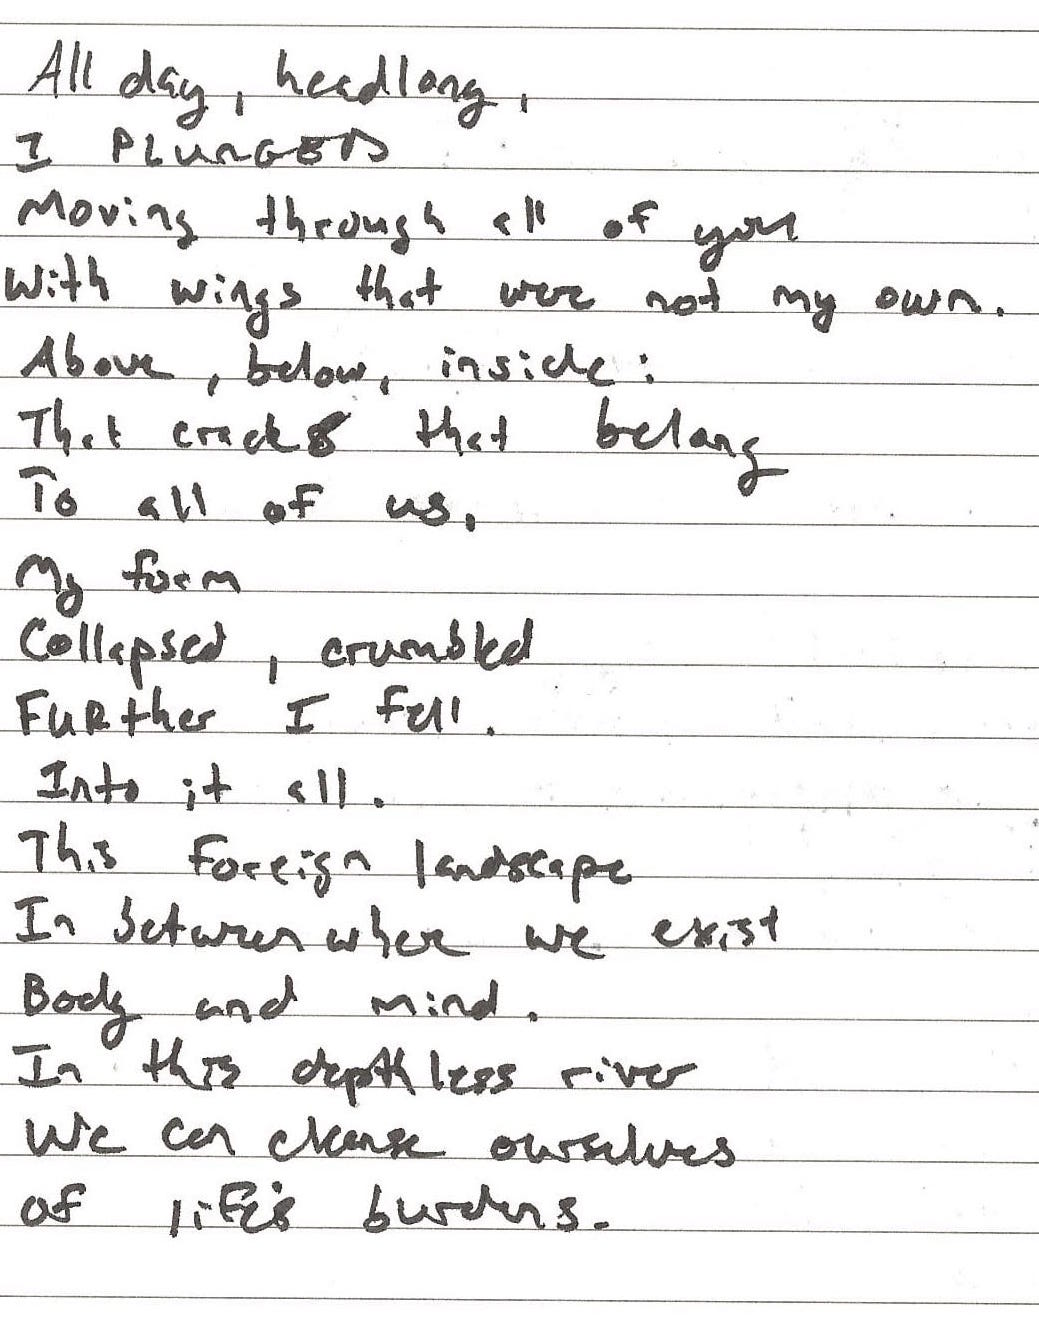 All day, headlong,
I PLUNGED
Moving through all of you
With wings that were not my own.
Above, below, inside:
That cracks that belong
To all of us.
My form
Collapsed, crumbled
FuRther I fell.
Into it all.
This Foreign landscape
In between where we exist
Body and mind.
In this depthless river
We can cleanse ourselves
of life's burdens.